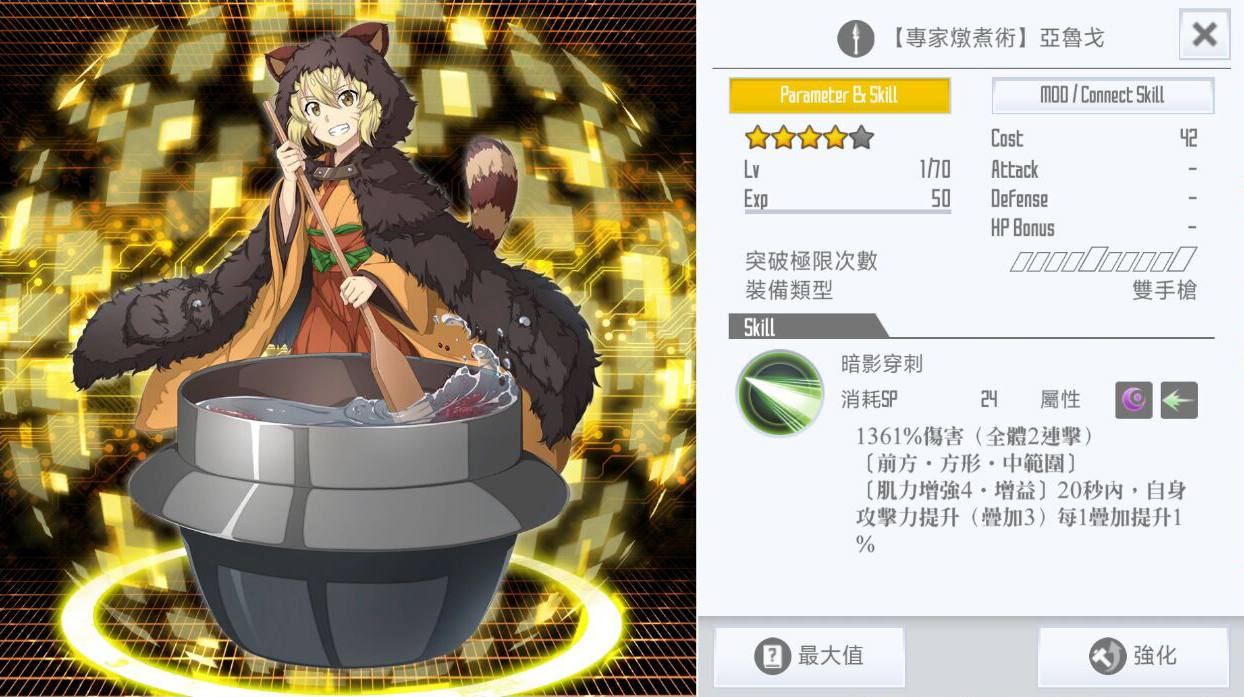 【專家燉煮術】亞魯戈
Parameter & Skill
MOD / Connect Skill
Lv 1/70
Exp 50
Cost 42
Attack -
Defense -
HP Bonus -
突破極限次數
裝備類型 雙手槍
Skill
暗影穿刺
消耗SP 24 屬性
1361%傷害（全體2連擊）
〔前方・方形・中範圍〕
〔肌力增強4・增益〕20秒內，自身
攻擊力提升（疊加3）每1疊加提升1
%
最大值
強化